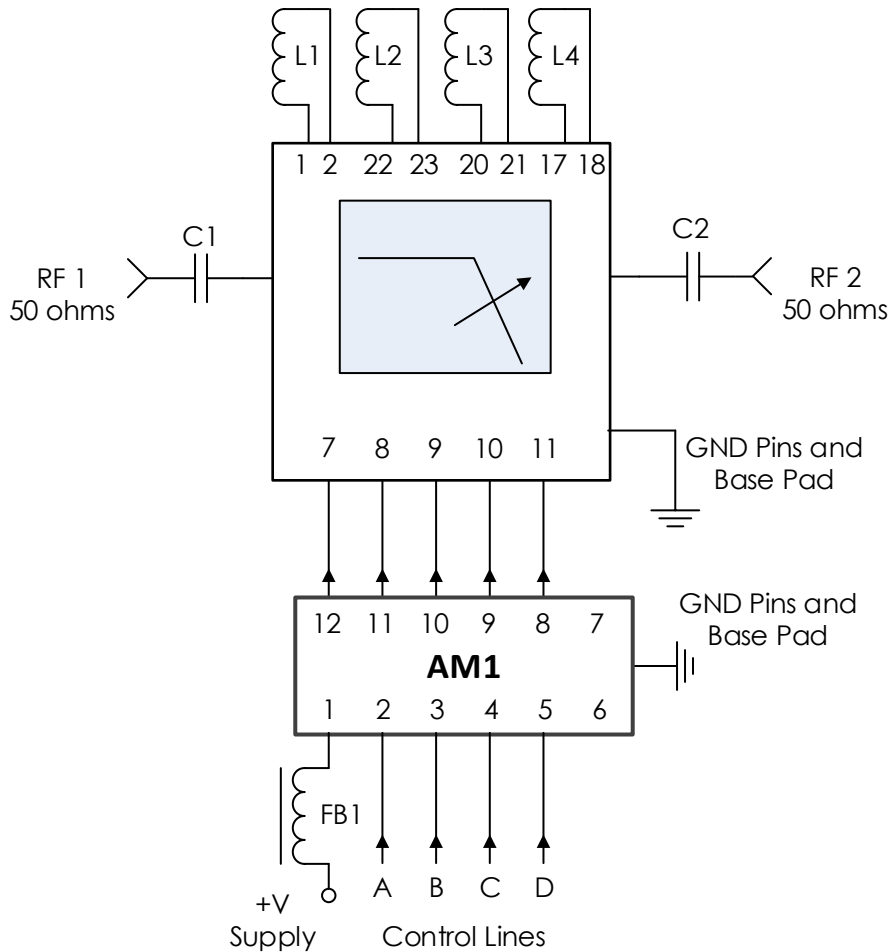 L1 L2 L3 L4
1 2 22 23 20 21 17 18
C1
C2
RF 1
50 ohms
RF 2
50 ohms
7 8 9 10 11
GND Pins and
Base Pad
12 11 10 9 8 7
AM1
1 2 3 4 5 6
GND Pins and
Base Pad
FB1
+V
Supply
A B C D
Control Lines